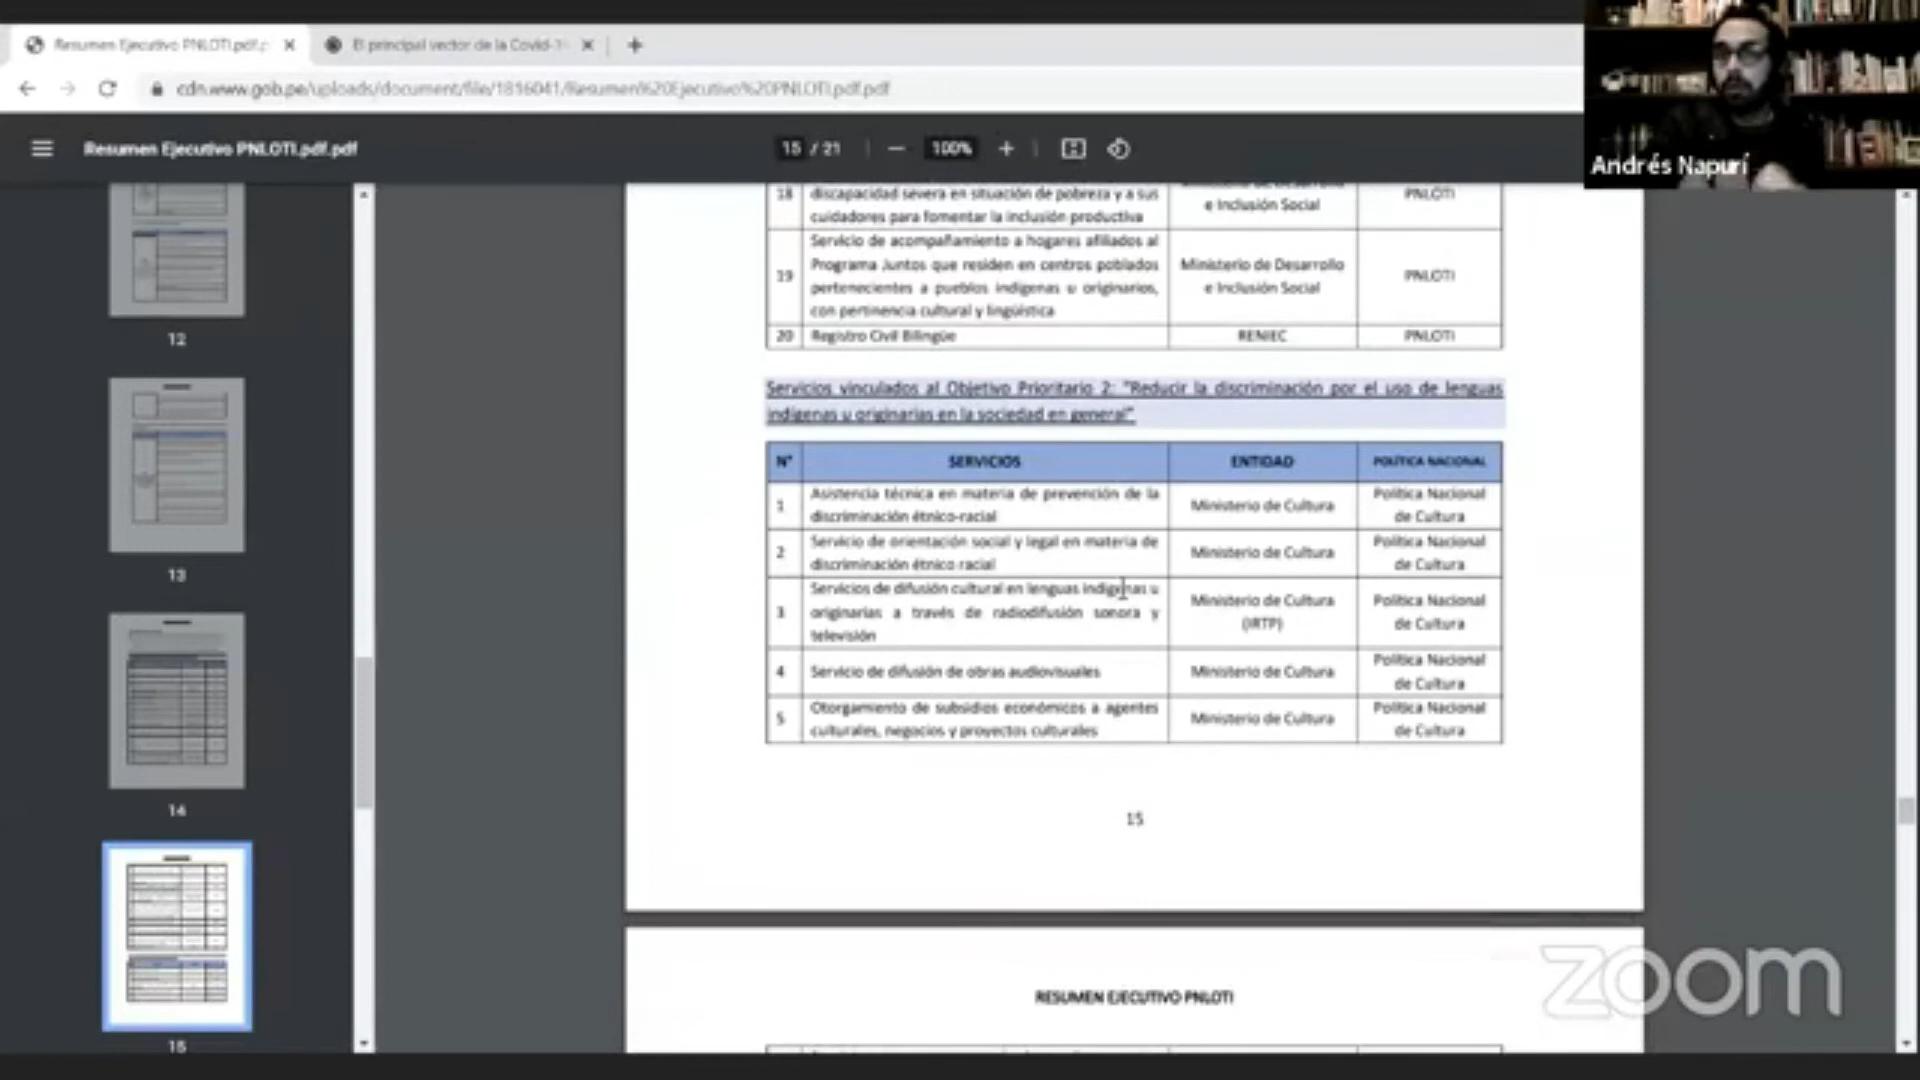 Resumen Ejecutivo PNLOTI.pdf.p
El principal vector de la Covid-1
cdn.www.gob.pe/uploads/document/file/1816041/Resumen%20Ejecutivo%20PNLOTI.pdf.pdf
Resumen Ejecutivo PNLOTI.pdf.pdf
15 / 21
100%
Andrés Napurí
12
13
14
15
18
discapacidad severa en situación de pobreza y a sus
cuidadores para fomentar la inclusión productiva
e Inclusión Social
PNLOTI
19
Servicio de acompañamiento a hogares afiliados al
Programa Juntos que residen en centros poblados
pertenecientes a pueblos indígenas u originarios,
con pertinencia cultural y lingüística
Ministerio de Desarrollo
e Inclusión Social
PNLOTI
20
Registro Civil Bilingüe
RENIEC
PNLOTI
Servicios vinculados al Objetivo Prioritario 2: "Reducir la discriminación por el uso de lenguas
indígenas u originarias en la sociedad en general"
N°
SERVICIOS
ENTIDAD
POLÍTICA NACIONAL
1
Asistencia técnica en materia de prevención de la
discriminación étnico-racial
Ministerio de Cultura
Política Nacional
de Cultura
2
Servicio de orientación social y legal en materia de
discriminación étnico racial
Ministerio de Cultura
Política Nacional
de Cultura
3
Servicios de difusión cultural en lenguas indígenas u
originarias a través de radiodifusión sonora y
televisión
Ministerio de Cultura
(IRTP)
Política Nacional
de Cultura
4
Servicio de difusión de obras audiovisuales
Ministerio de Cultura
Política Nacional
de Cultura
5
Otorgamiento de subsidios económicos a agentes
culturales, negocios y proyectos culturales
Ministerio de Cultura
Política Nacional
de Cultura
15
RESUMEN EJECUTIVO PNLOTI
zoom